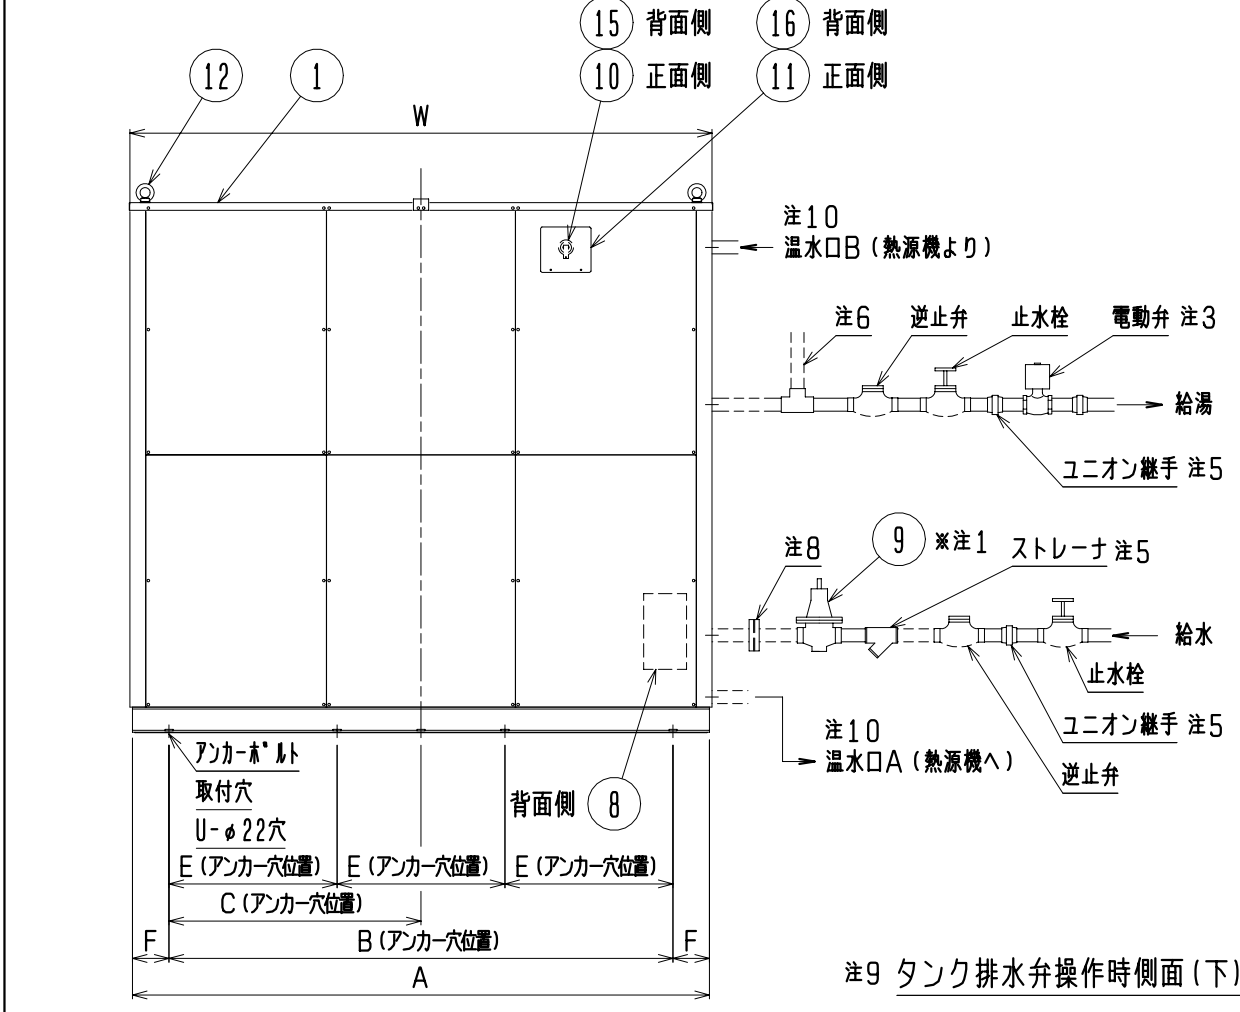 15 背面側
16 背面側
10 正面側
11 正面側
12
1
W
注10
温水口B(熱源機より)
注6
逆止弁
止水栓
電動弁 注3
給湯
ユニオン継手 注5
注8
9 ※注1
ストレーナ 注5
給水
止水栓
ユニオン継手 注5
逆止弁
注10
温水口A(熱源機へ)
アンカーボルト
取付穴
U-φ22穴
背面側 8
E(アンカー穴位置)
E(アンカー穴位置)
E(アンカー穴位置)
C(アンカー穴位置)
F
B(アンカー穴位置)
F
A
注9 タンク排水弁操作時側面(下)